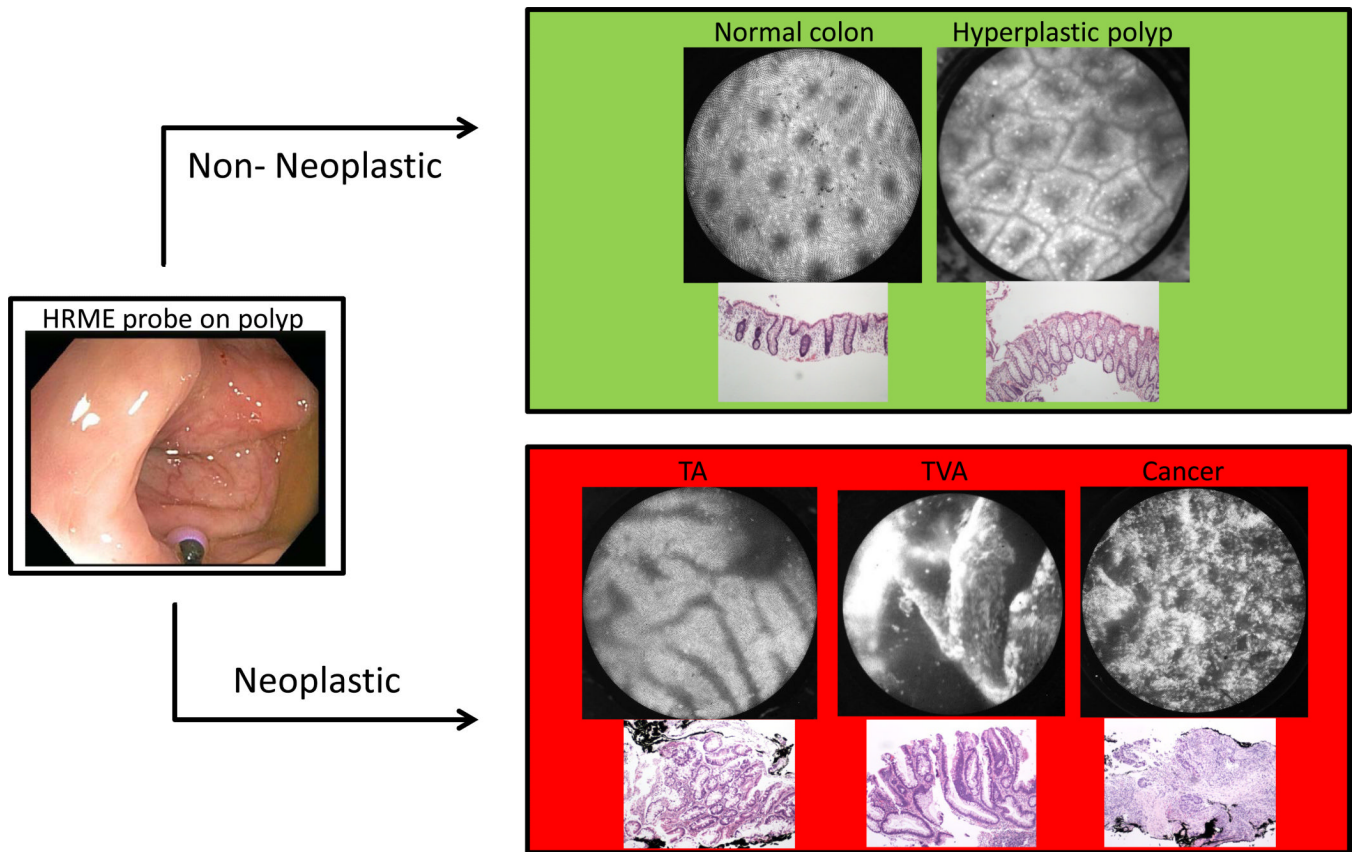 Normal colon
Hyperplastic polyp
Non- Neoplastic
HRME probe on polyp
TA
TVA
Cancer
Neoplastic